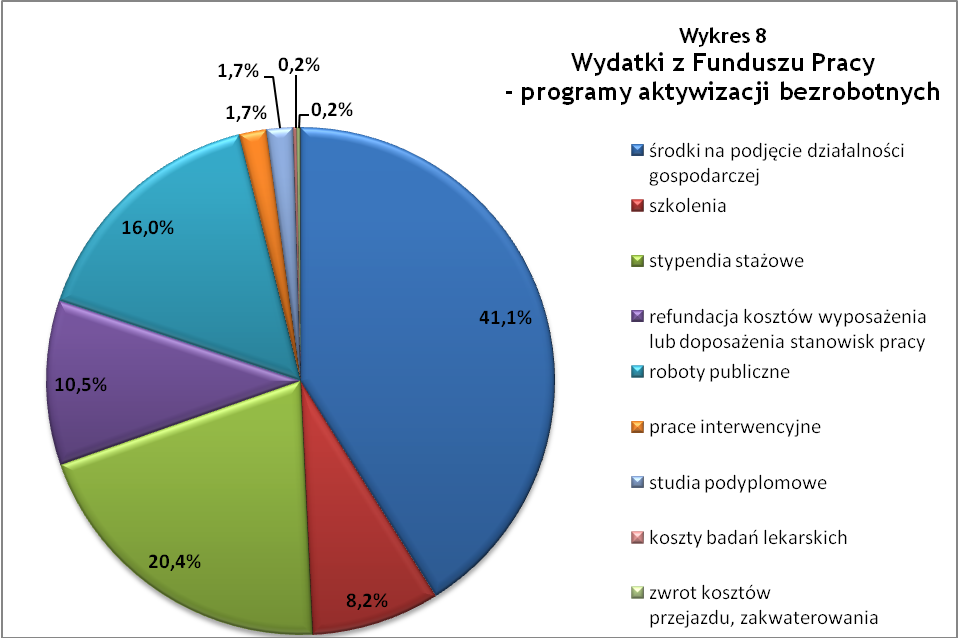 Wykres 8
Wydatki z Funduszu Pracy
- programy aktywizacji bezrobotnych
0,2%
1,7%
0,2%
1,7%
16,0%
41,1%
10,5%
20,4%
8,2%
środki na podjęcie działalności
gospodarczej
szkolenia
stypendia stażowe
refundacja kosztów wyposażenia
lub doposażenia stanowisk pracy
roboty publiczne
prace interwencyjne
studia podyplomowe
koszty badań lekarskich
zwrot kosztów
przejazdu, zakwaterowania